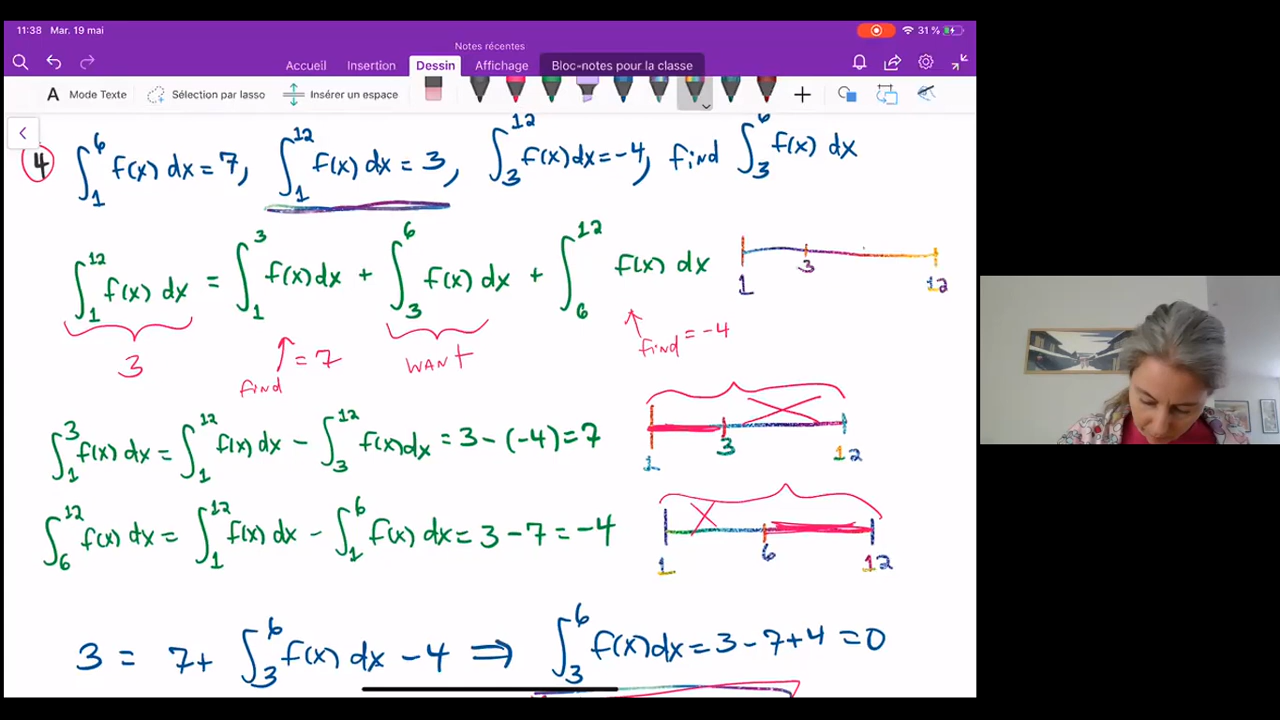 11:38 Mar. 19 mai 31 %
Notes récentes
Accueil Insertion Dessin Affichage Bloc-notes pour la classe
A Mode Texte Sélection par lasso Insérer un espace
④ ∫₁⁶ f(x) dx = 7, ∫₁¹² f(x) dx = 3, ∫₃¹² f(x) dx = -4, find ∫₃⁶ f(x) dx
∫₁¹² f(x) dx = ∫₁³ f(x) dx + ∫₃⁶ f(x) dx + ∫₆¹² f(x) dx
1 3 12
3 find = 7 WANT find = -4
∫₁³ f(x) dx = ∫₁¹² f(x) dx - ∫₃¹² f(x) dx = 3 - (-4) = 7
1 3 12
∫₆¹² f(x) dx = ∫₁¹² f(x) dx - ∫₁⁶ f(x) dx = 3 - 7 = -4
1 6 12
3 = 7 + ∫₃⁶ f(x) dx - 4 ⟹ ∫₃⁶ f(x) dx = 3 - 7 + 4 = 0